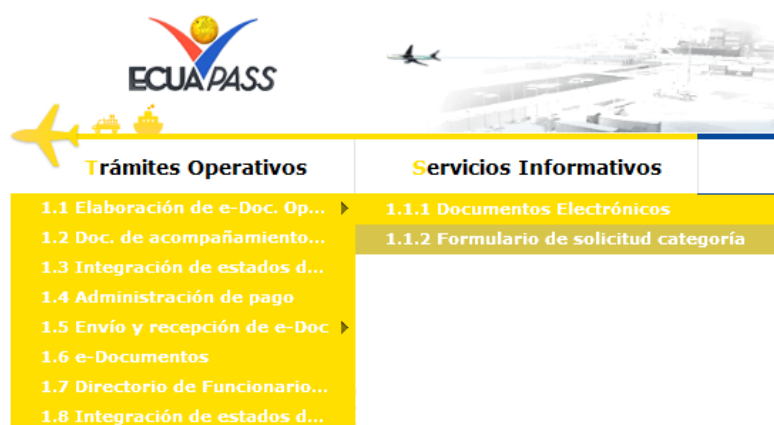 ECUAPASS
Trámites Operativos
Servicios Informativos
1.1 Elaboración de e-Doc. Op...
1.1.1 Documentos Electrónicos
1.2 Doc. de acompañamiento...
1.1.2 Formulario de solicitud categoría
1.3 Integración de estados d...
1.4 Administración de pago
1.5 Envío y recepción de e-Doc
1.6 e-Documentos
1.7 Directorio de Funcionario...
1.8 Integración de estados d...